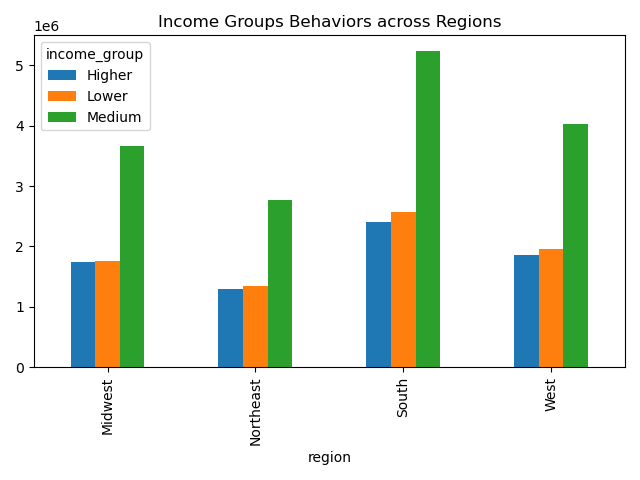 Income Groups Behaviors across Regions
1e6
income_group
Higher
Lower
Medium
5
4
3
2
1
0
Midwest
Northeast
South
West
region